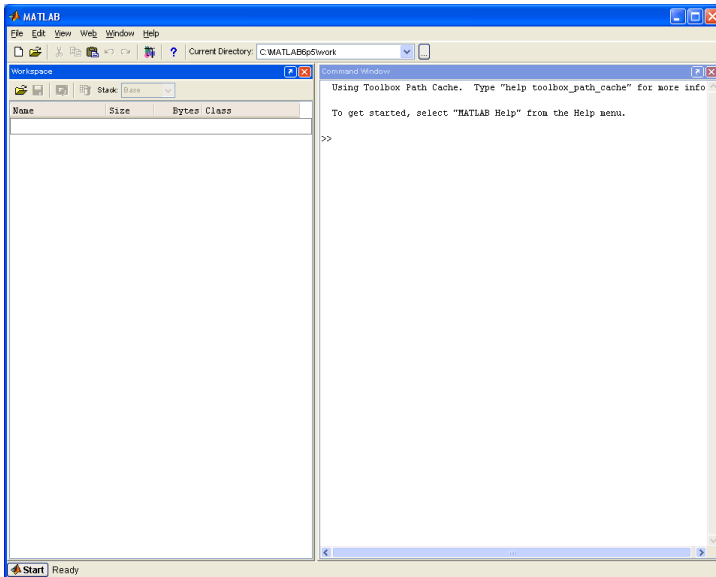 MATLAB
File Edit View Web Window Help
? Current Directory: C:\MATLAB6p5\work ...
Workspace
Stack: Base
Name Size Bytes Class
Command Window
Using Toolbox Path Cache. Type "help toolbox_path_cache" for more info
To get started, select "MATLAB Help" from the Help menu.
>>
Start Ready